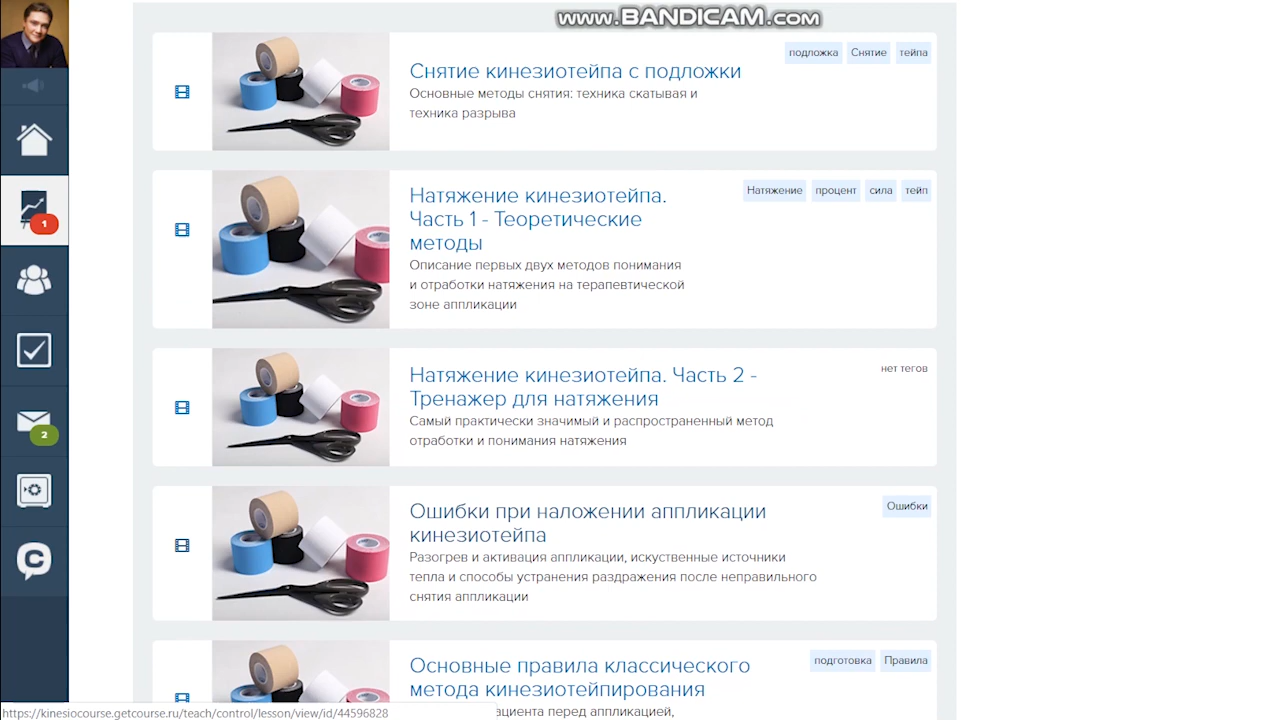 www.BANDICAM.com
подложка Снятие тейпа
Снятие кинезиотейпа с подложки
Основные методы снятия: техника скатывая и
техника разрыва
Натяжение процент сила тейп
Натяжение кинезиотейпа.
Часть 1 - Теоретические
методы
Описание первых двух методов понимания
и отработки натяжения на терапевтической
зоне аппликации
1
нет тегов
Натяжение кинезиотейпа. Часть 2 -
Тренажер для натяжения
Самый практически значимый и распространенный метод
отработки и понимания натяжения
2
Ошибки
Ошибки при наложении аппликации
кинезиотейпа
Разогрев и активация аппликации, искуственные источники
тепла и способы устранения раздражения после неправильного
снятия аппликации
подготовка Правила
Основные правила классического
метода кинезиотейпирования
ациента перед аппликацией,
https://kinesiocourse.getcourse.ru/teach/control/lesson/view/id/44596828